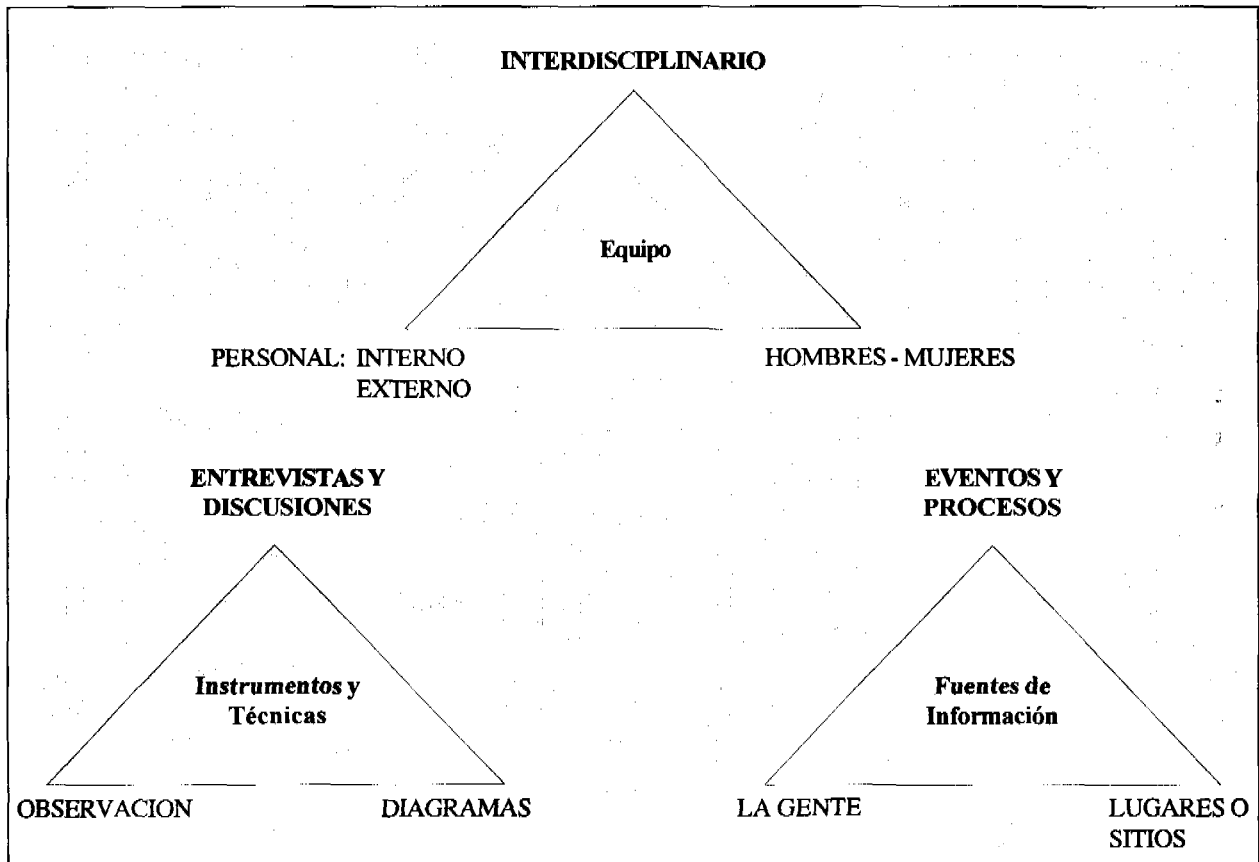 INTERDISCIPLINARIO
Equipo
PERSONAL: INTERNO
EXTERNO
HOMBRES - MUJERES
ENTREVISTAS Y
DISCUSIONES
Instrumentos y
Técnicas
OBSERVACION
DIAGRAMAS
EVENTOS Y
PROCESOS
Fuentes de
Información
LA GENTE
LUGARES O
SITIOS